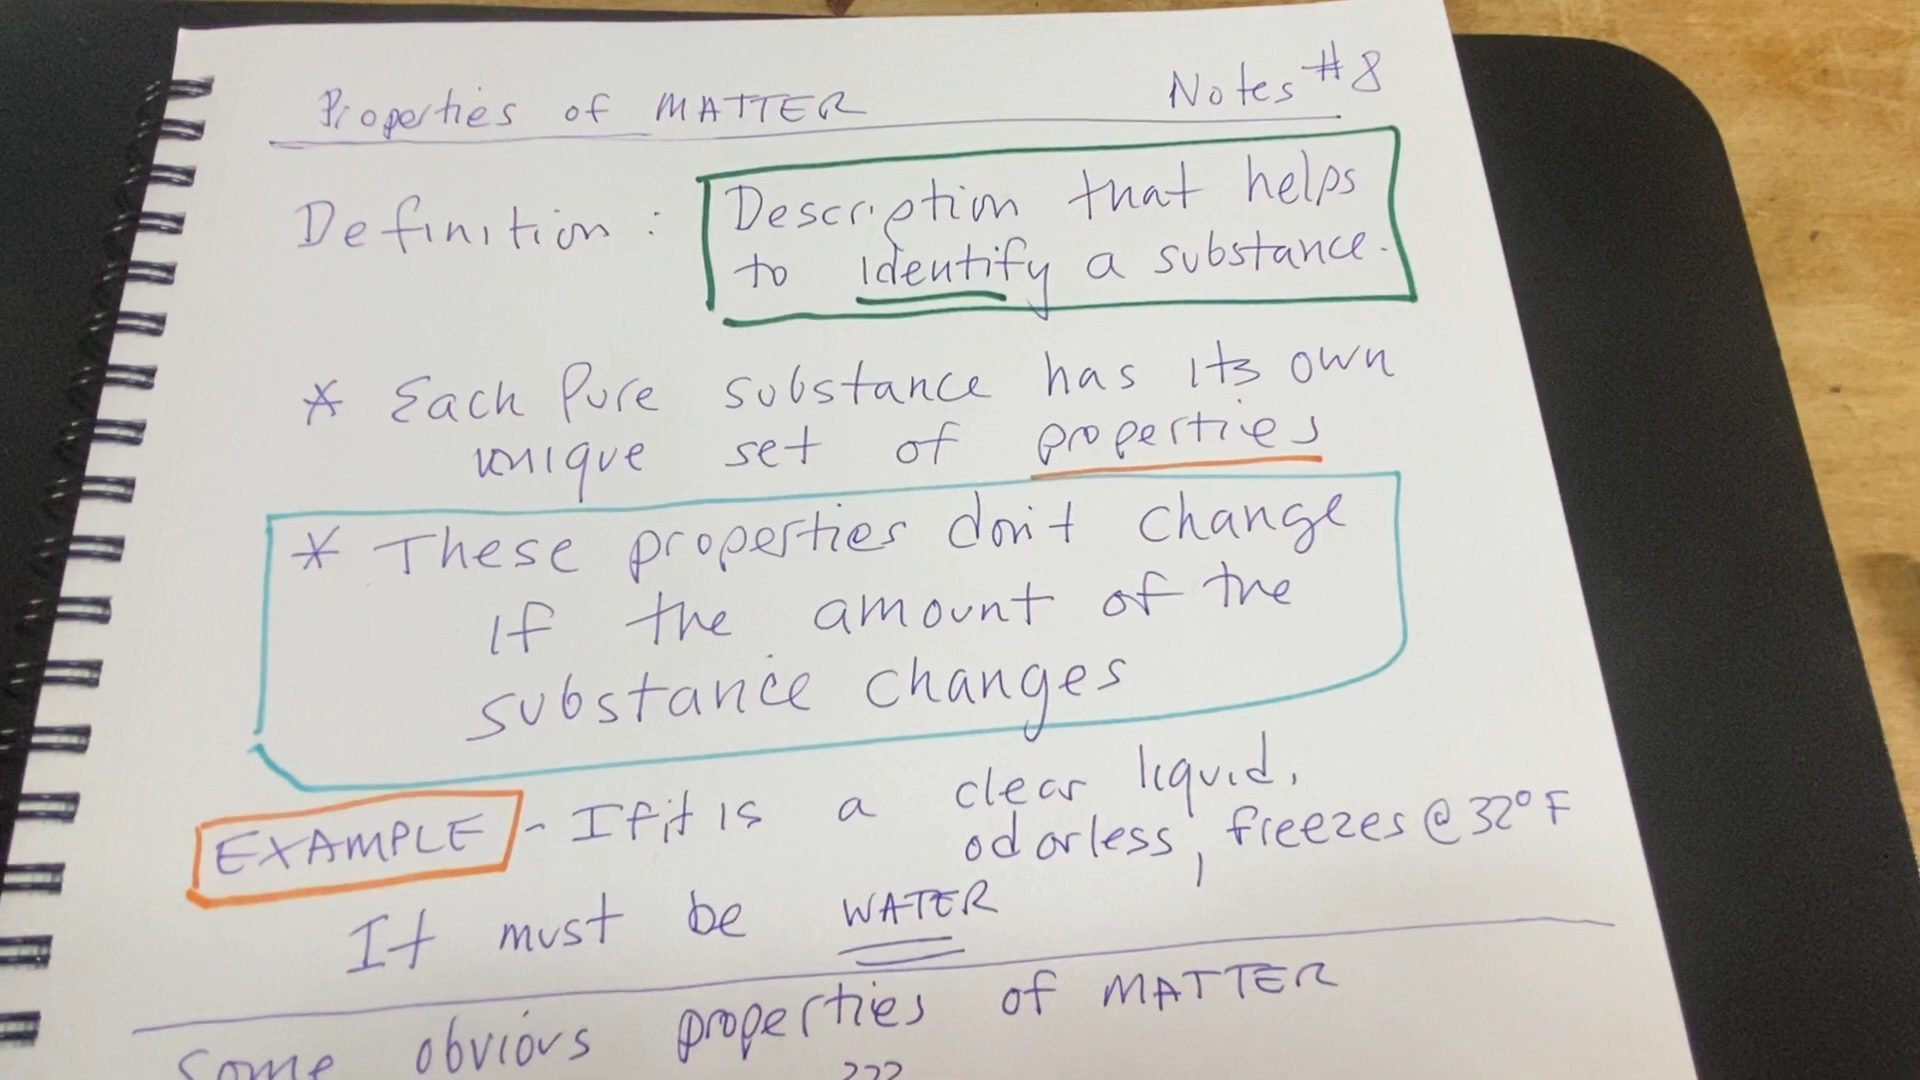 Properties of MATTER Notes #8
Definition: Description that helps
to identify a substance.
* Each Pure substance has its own
unique set of properties
* These properties don't change
if the amount of the
substance changes
EXAMPLE - If it is a clear liquid,
odorless, freezes @ 32° F
It must be WATER
Some obvious properties of MATTER
???